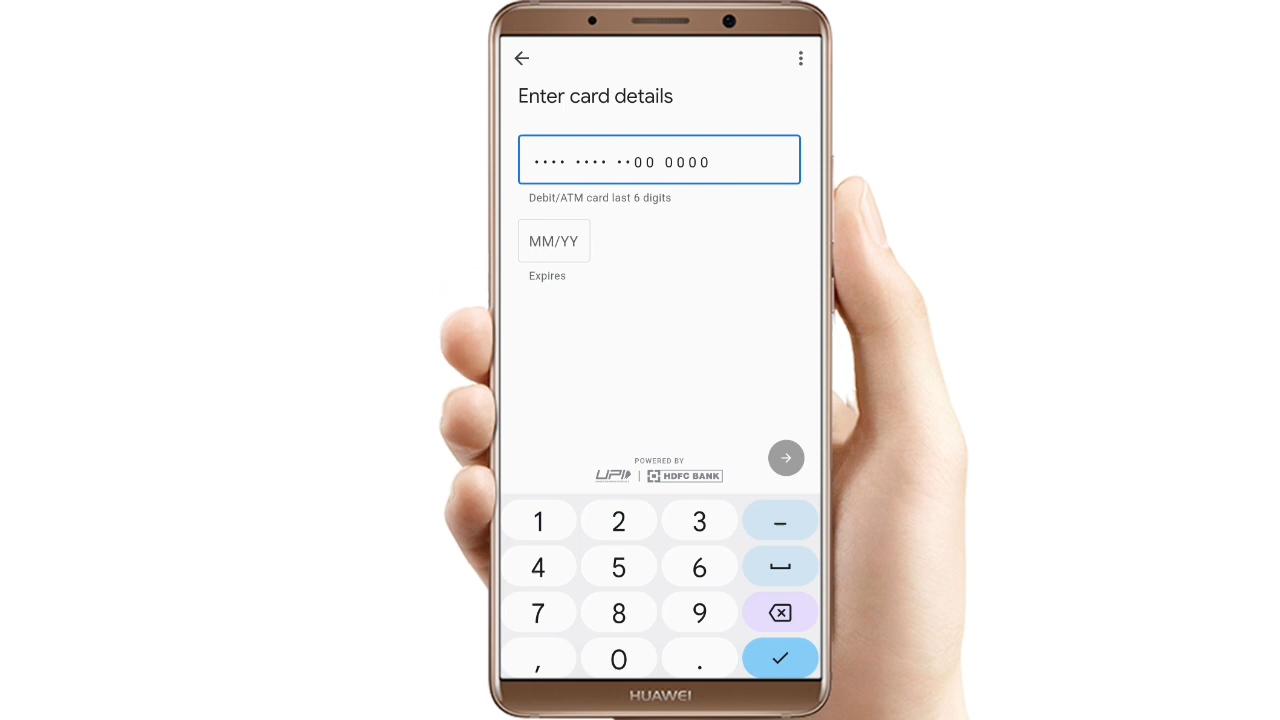 Enter card details
•••• •••• ••00 0000
Debit/ATM card last 6 digits
MM/YY
Expires
POWERED BY
UPI | HDFC BANK
1 2 3 –
4 5 6
7 8 9
, 0 .
HUAWEI